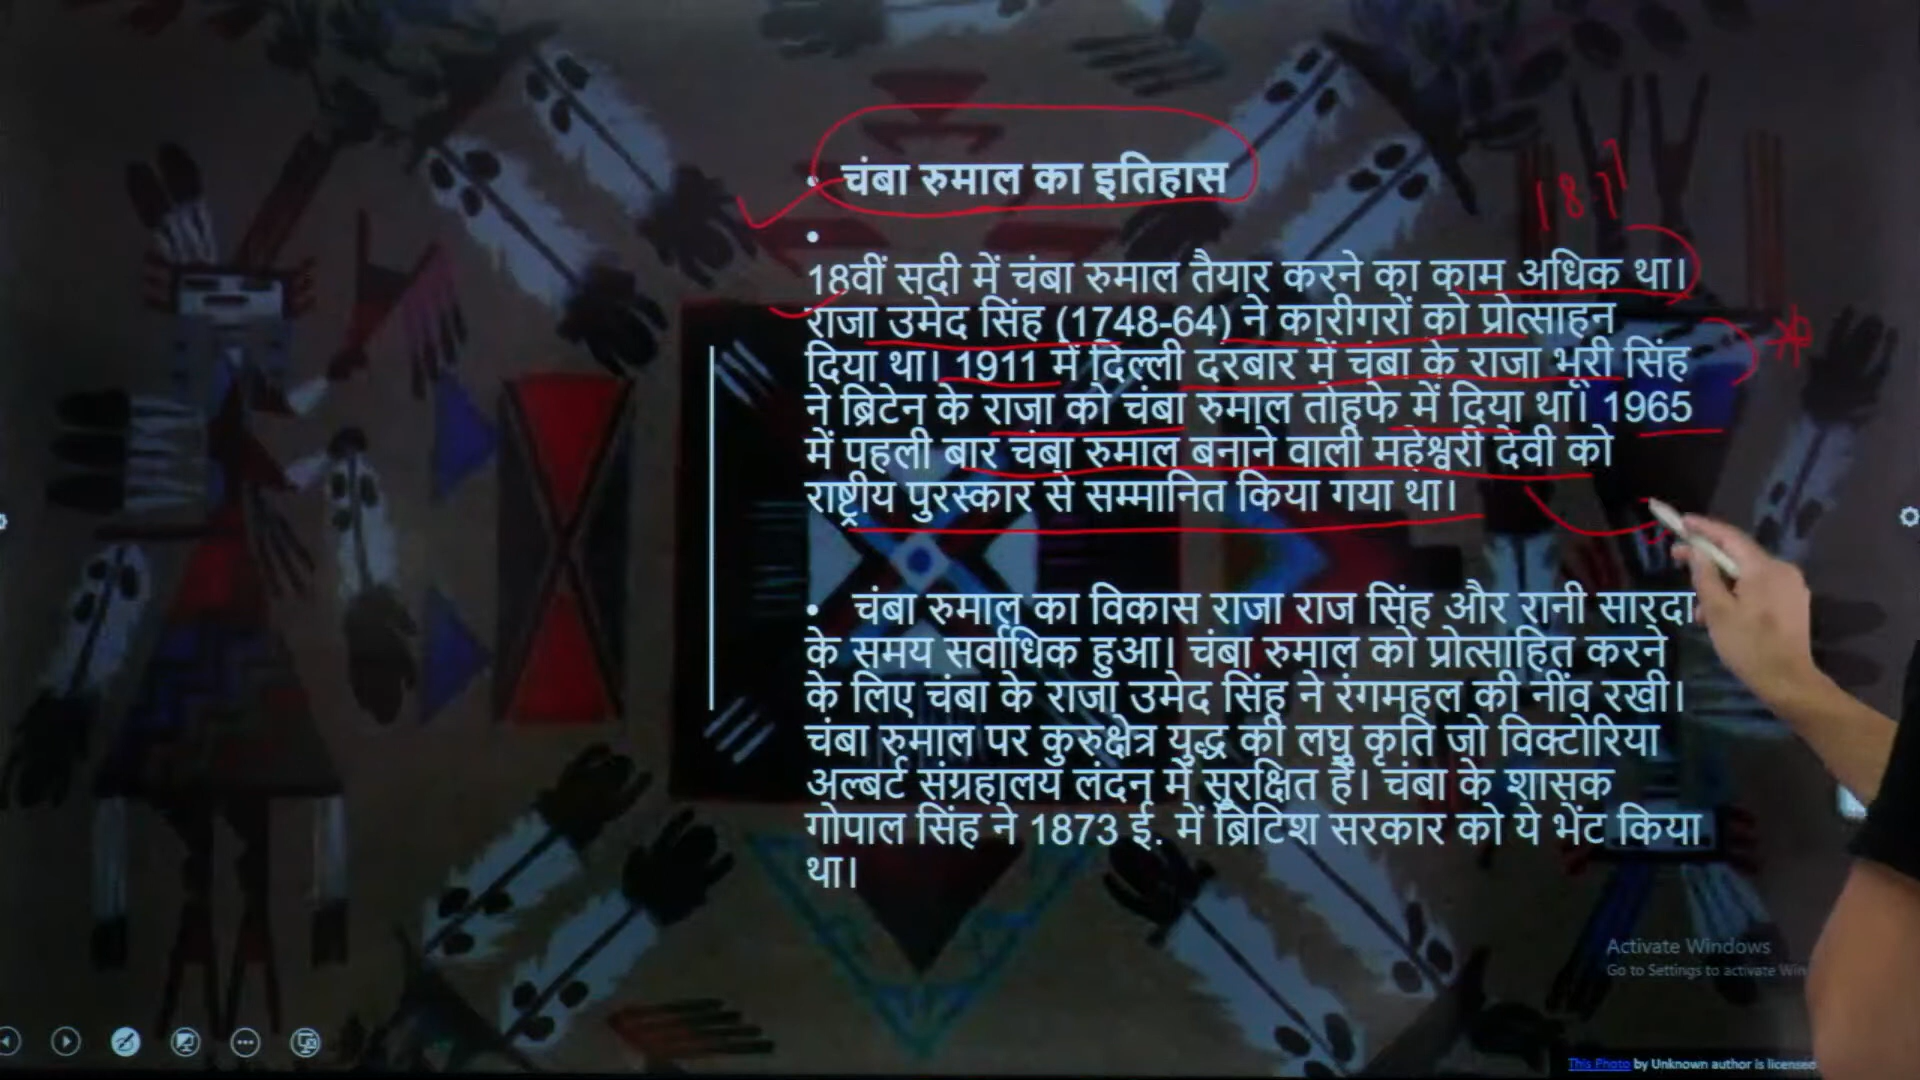 • चंबा रुमाल का इतिहास
1877
•
18वीं सदी में चंबा रुमाल तैयार करने का काम अधिक था।
राजा उमेद सिंह (1748-64) ने कारीगरों को प्रोत्साहन
दिया था। 1911 में दिल्ली दरबार में चंबा के राजा भूरी सिंह
ने ब्रिटेन के राजा को चंबा रुमाल तोहफे में दिया था। 1965
में पहली बार चंबा रुमाल बनाने वाली महेश्वरी देवी को
राष्ट्रीय पुरस्कार से सम्मानित किया गया था।
• चंबा रुमाल का विकास राजा राज सिंह और रानी सारदा
के समय सर्वाधिक हुआ। चंबा रुमाल को प्रोत्साहित करने
के लिए चंबा के राजा उमेद सिंह ने रंगमहल की नींव रखी।
चंबा रुमाल पर कुरुक्षेत्र युद्ध की लघु कृति जो विक्टोरिया
अल्बर्ट संग्रहालय लंदन में सुरक्षित है। चंबा के शासक
गोपाल सिंह ने 1873 ई. में ब्रिटिश सरकार को ये भेंट किया
था।
Activate Windows
Go to Settings to activate Win
This Photo by Unknown author is licensed